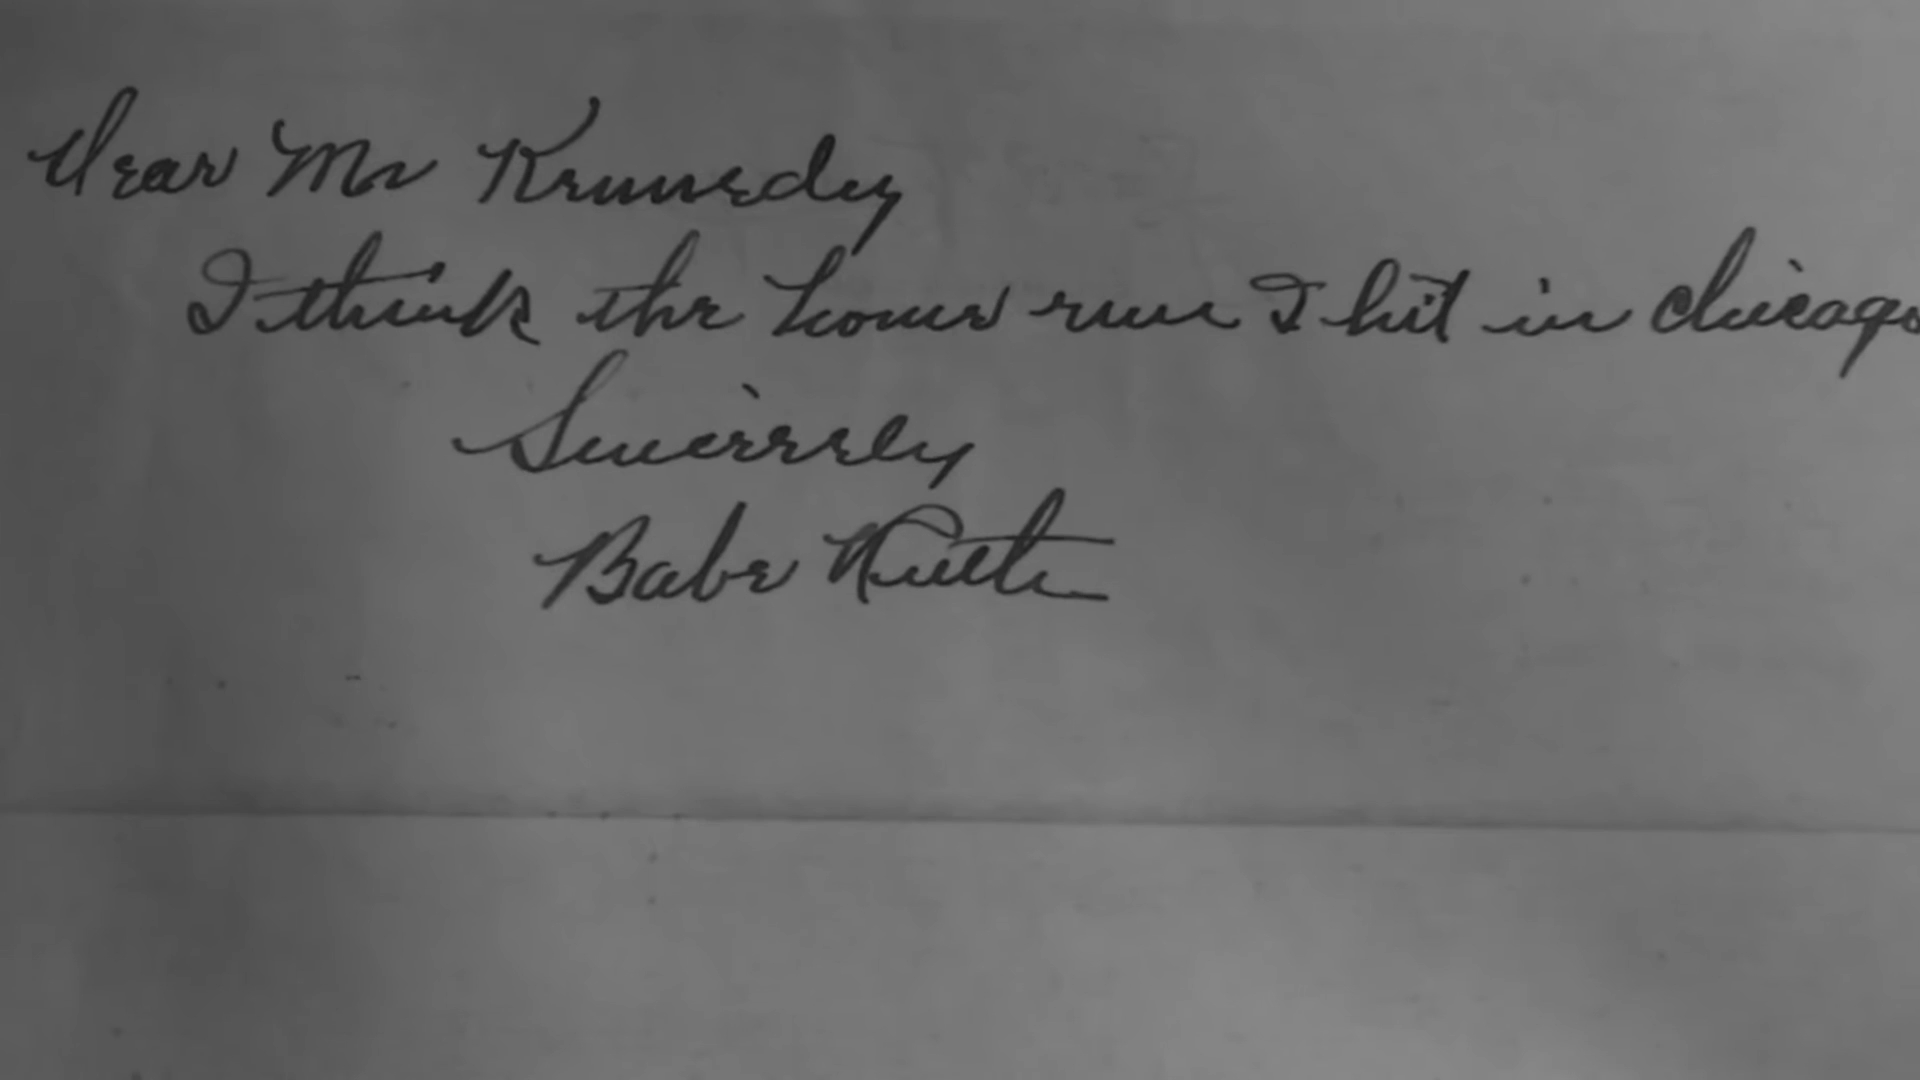 Dear Mr Kennedy
I think the home run I hit in Chicago
Sincerely
Babe Ruth